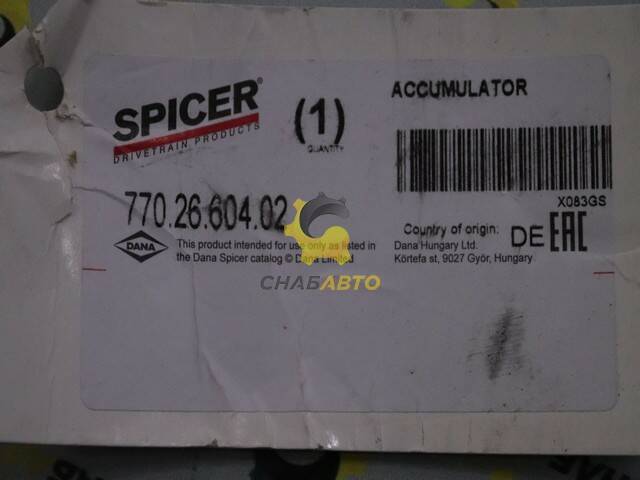 SPICER®
DRIVETRAIN PRODUCTS
(1)
QUANTITY
ACCUMULATOR
X083GS
770.26.604.02
DANA
This product intended for use only as listed in
the Dana Spicer catalog © Dana Limited
Country of origin: DE
Dana Hungary Ltd.
Körtefa st, 9027 Győr, Hungary
EAC
СНАБАВТО